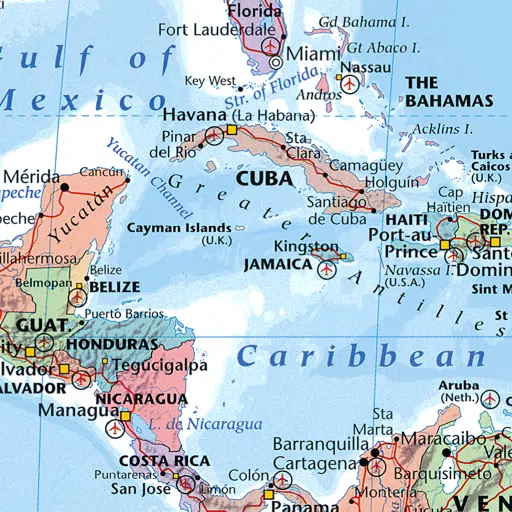 Florida
Gd Bahama I.
Fort Lauderdale
Gulf of
Mexico
Miami
Gt Abaco I.
Nassau
Key West
Str. of Florida
Andros
THE
BAHAMAS
Havana (La Habana)
Acklins I.
Pinar
del Río
Sta
Clara
Yucatan Channel
Turks a
Caicos
(U.K.)
Mérida
Cancún
CUBA
Camagüey
Holguín
Hispa
peche
Yucatán
Santiago
de Cuba
Cap
Haïtien
peche
Greater Antilles
Cayman Islands
(U.K.)
HAITI
DOM
REP.
Port-au
Prince
Kingston
JAMAICA
Santo
Doming
illahermosa
Belize
Belmopan
BELIZE
Navassa I.
(U.S.A.)
Sint M
Puerto Barrios
St
GUAT.
HONDURAS
Caribbean
ity
Tegucigalpa
lvador
ALVADOR
NICARAGUA
Aruba
(Neth.)
Managua
L. de Nicaragua
Sta
Marta
Barranquilla
Maracaibo
COSTA RICA
Colón
Cartagena
Vale
Puntarenas
Barquisimeto
San José
Limón
Panama
Montería
Cúcuta
VEN